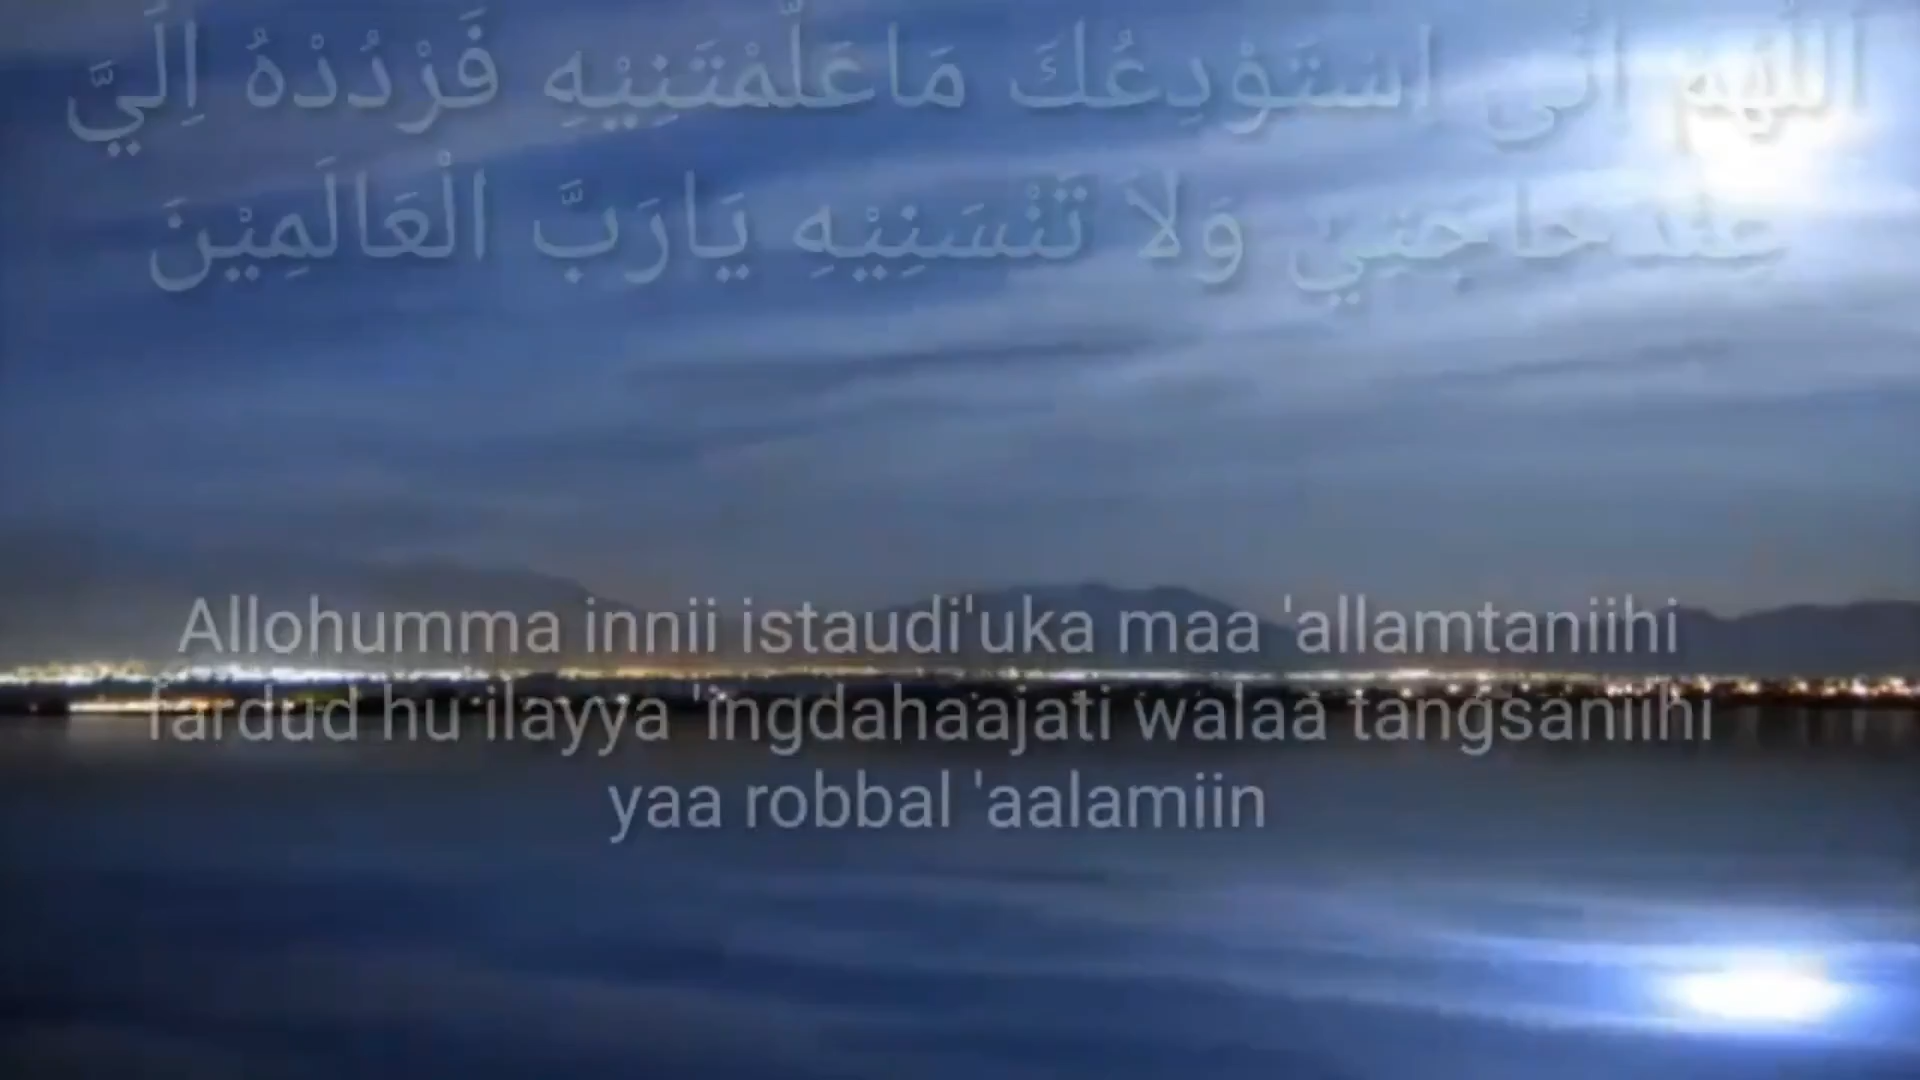 اَللّٰهُمَّ اِنِّى اِسْتَوْدِعُكَ مَاعَلَّمْتَنِيْهِ فَرْدُدْهُ اِلَيَّ
عِنْدَحَاجَتِيْ وَلاَ تَنْسَنِيْهِ يَارَبَّ الْعَالَمِيْنَ
Allohumma innii istaudi'uka maa 'allamtaniihi
fardud hu ilayya 'ingdahaajati walaa tangsaniihi
yaa robbal 'aalamiin